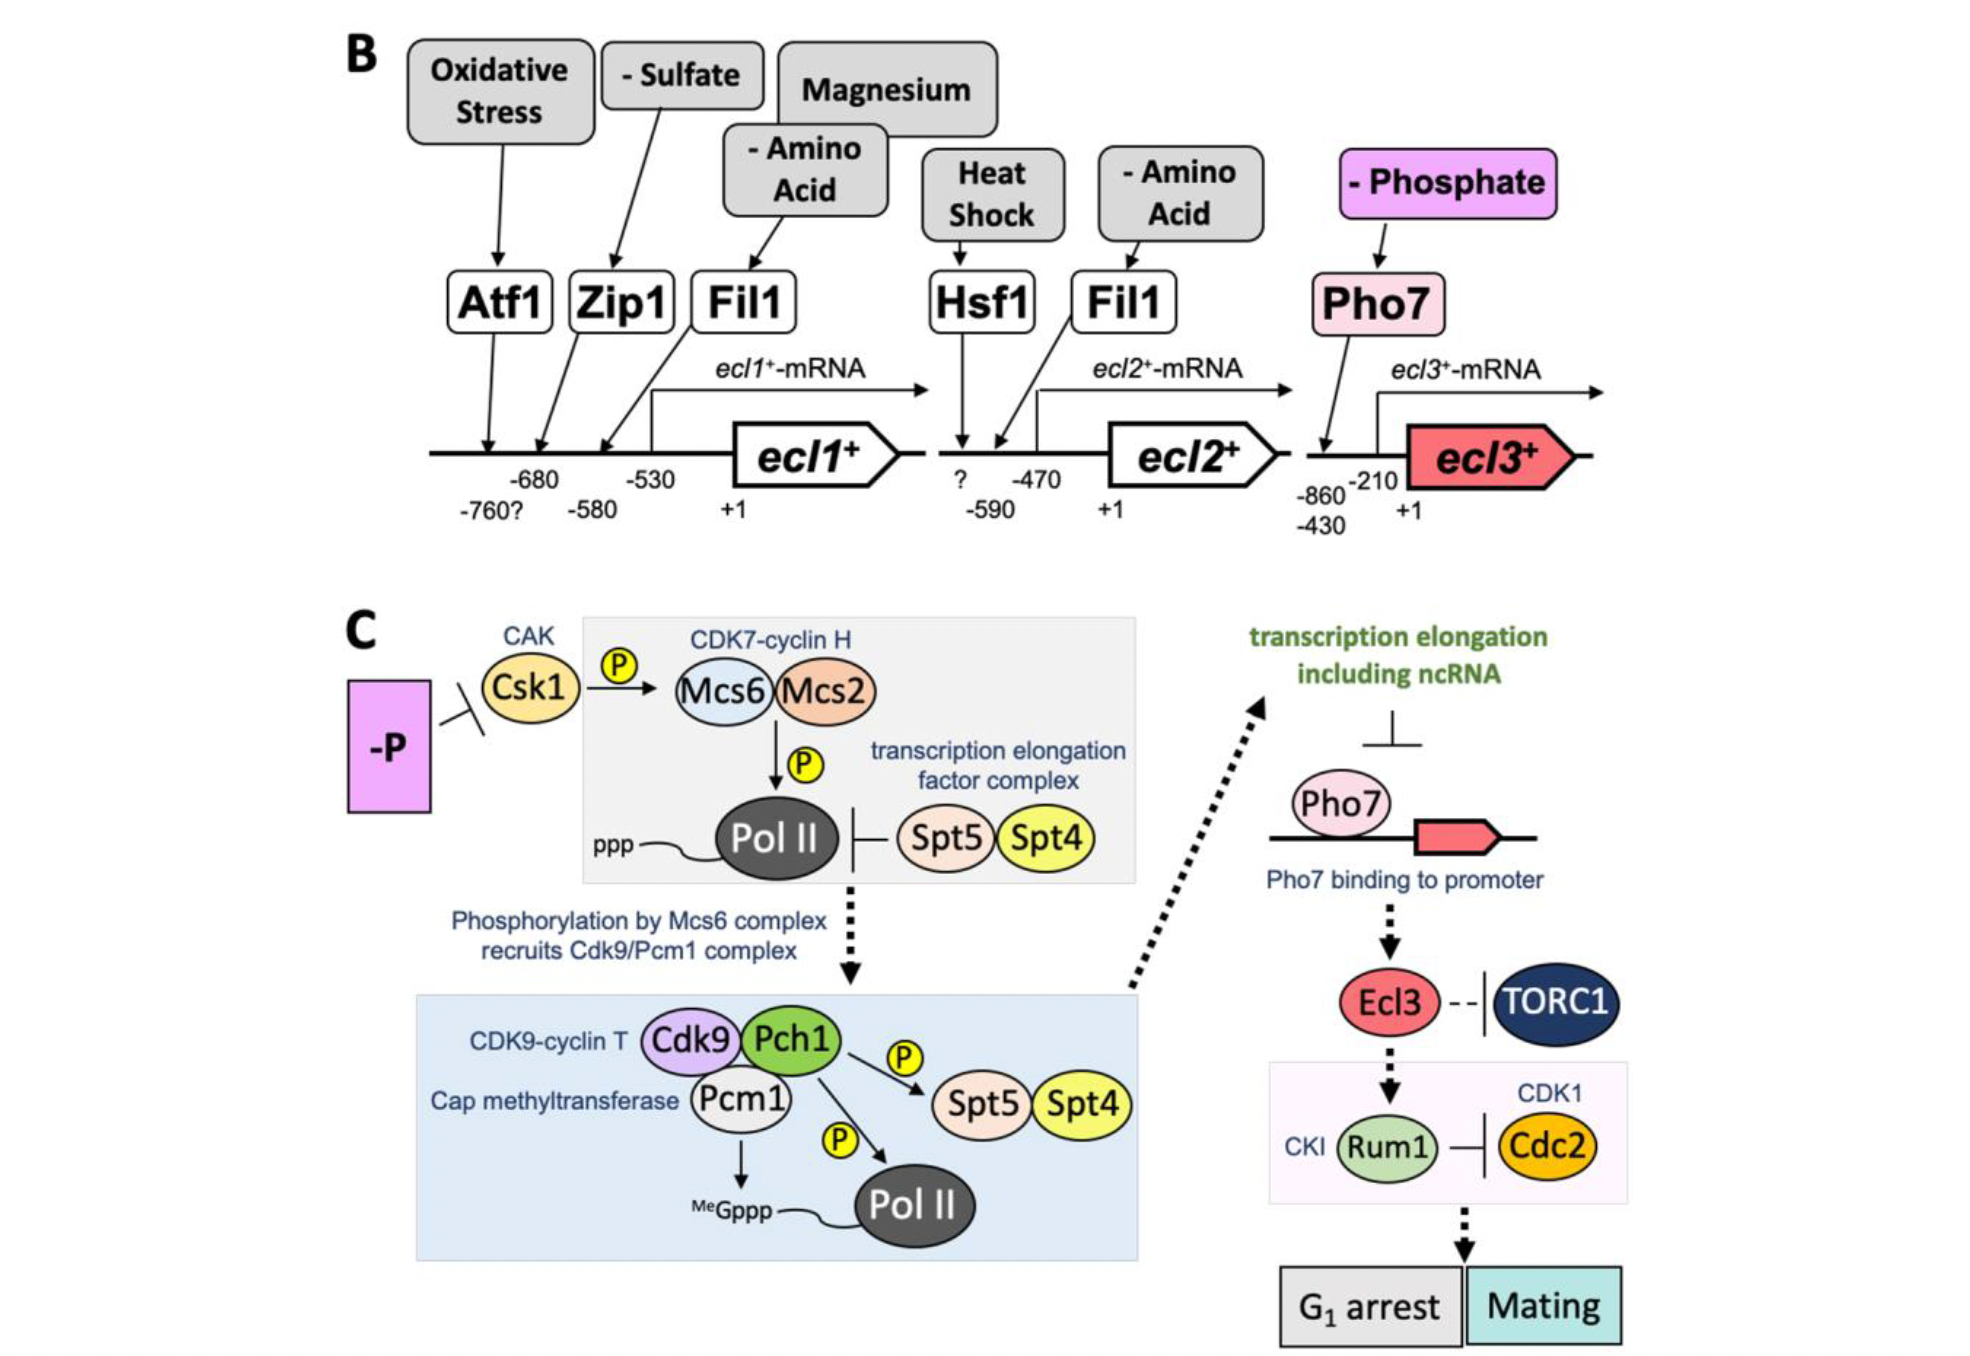 B
Oxidative
Stress
- Sulfate
Magnesium
- Amino
Acid
Heat
Shock
- Amino
Acid
- Phosphate
Atf1
Zip1
Fil1
Hsf1
Fil1
Pho7
ecl1⁺-mRNA
ecl2⁺-mRNA
ecl3⁺-mRNA
ecl1⁺
ecl2⁺
ecl3⁺
-680
-530
?
-470
-860
-210
-760?
-580
+1
-590
+1
-430
+1
C
CAK
Csk1
P
CDK7-cyclin H
Mcs6
Mcs2
-P
P
transcription elongation
factor complex
ppp
Pol II
Spt5
Spt4
Phosphorylation by Mcs6 complex
recruits Cdk9/Pcm1 complex
CDK9-cyclin T
Cdk9
Pch1
P
Cap methyltransferase
Pcm1
Spt5
Spt4
P
MeGppp
Pol II
transcription elongation
including ncRNA
Pho7
Pho7 binding to promoter
Ecl3
TORC1
CDK1
CKI
Rum1
Cdc2
G₁ arrest
Mating